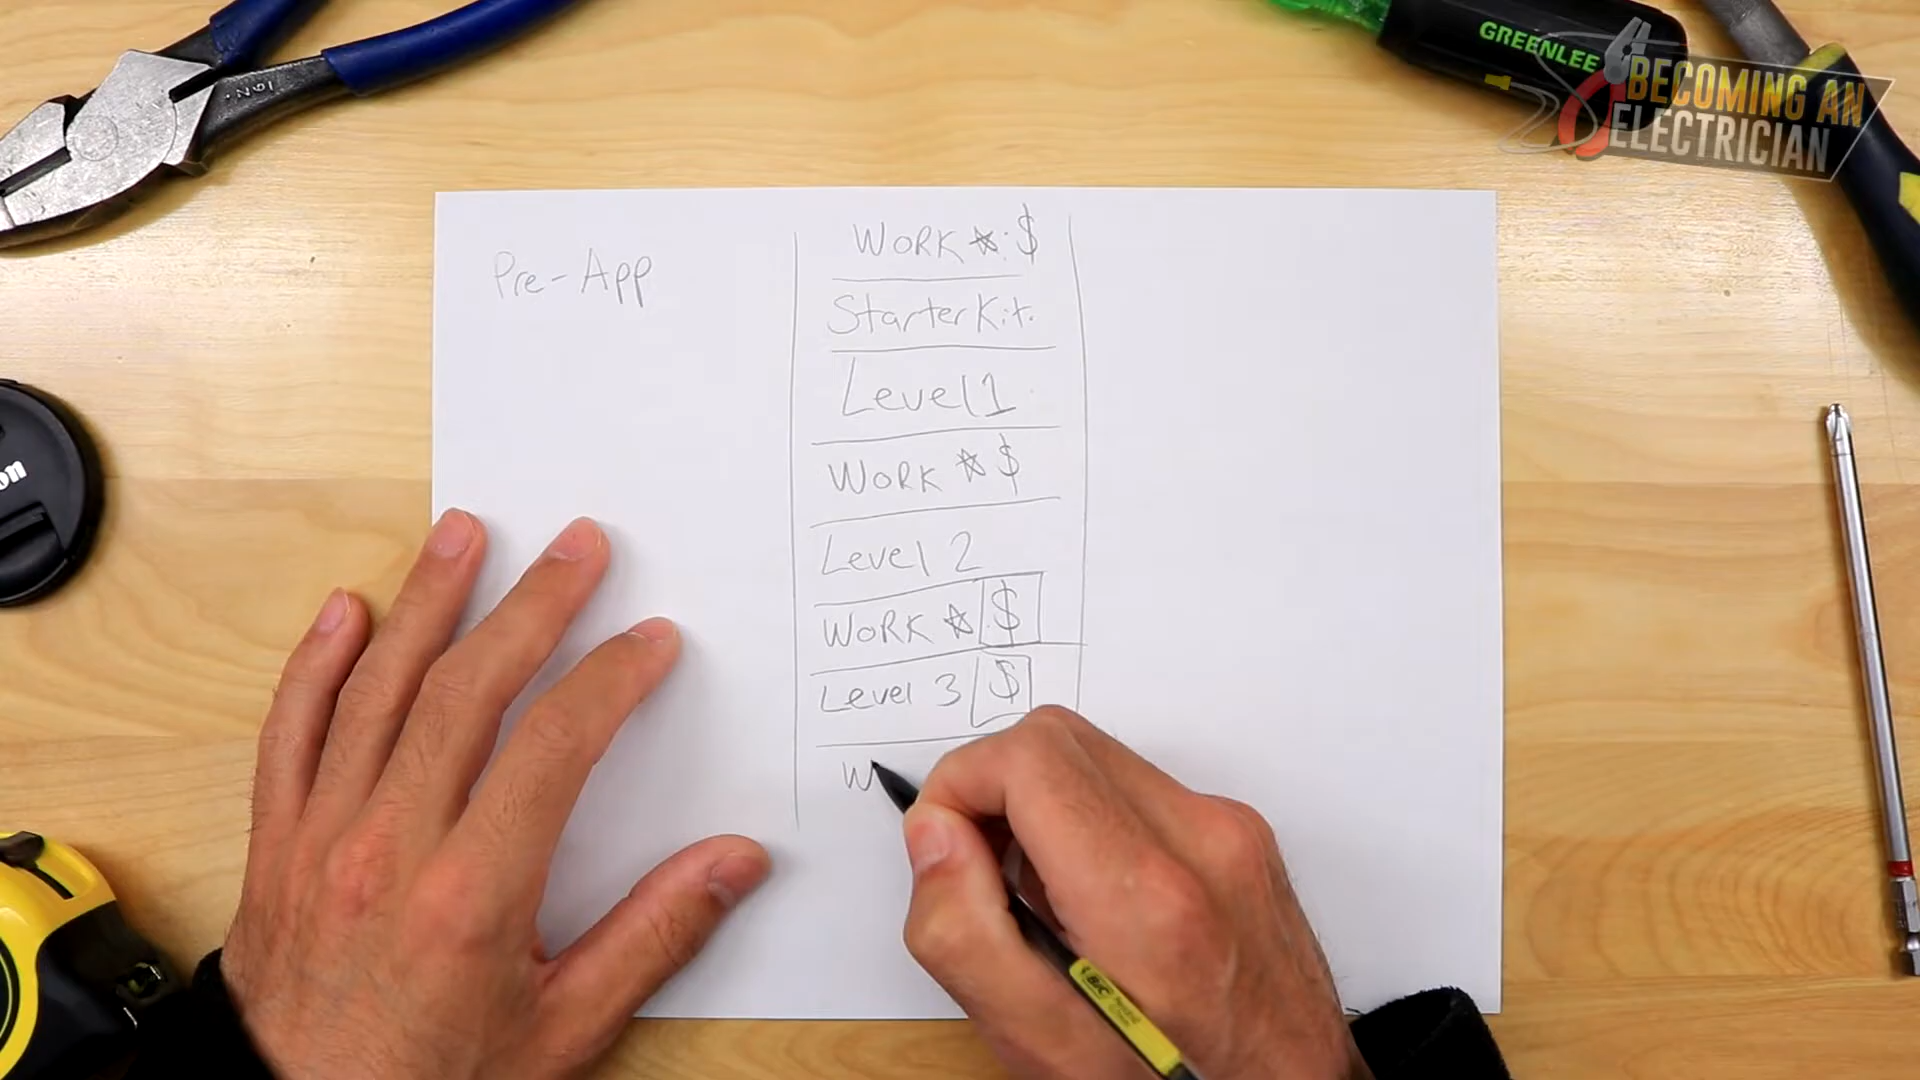 GREENLEE
BECOMING AN
ELECTRICIAN
Pre-App
WORK * $
Starter Kit.
Level 1
WORK * $
Level 2
WORK * $
Level 3 $
W
BIC